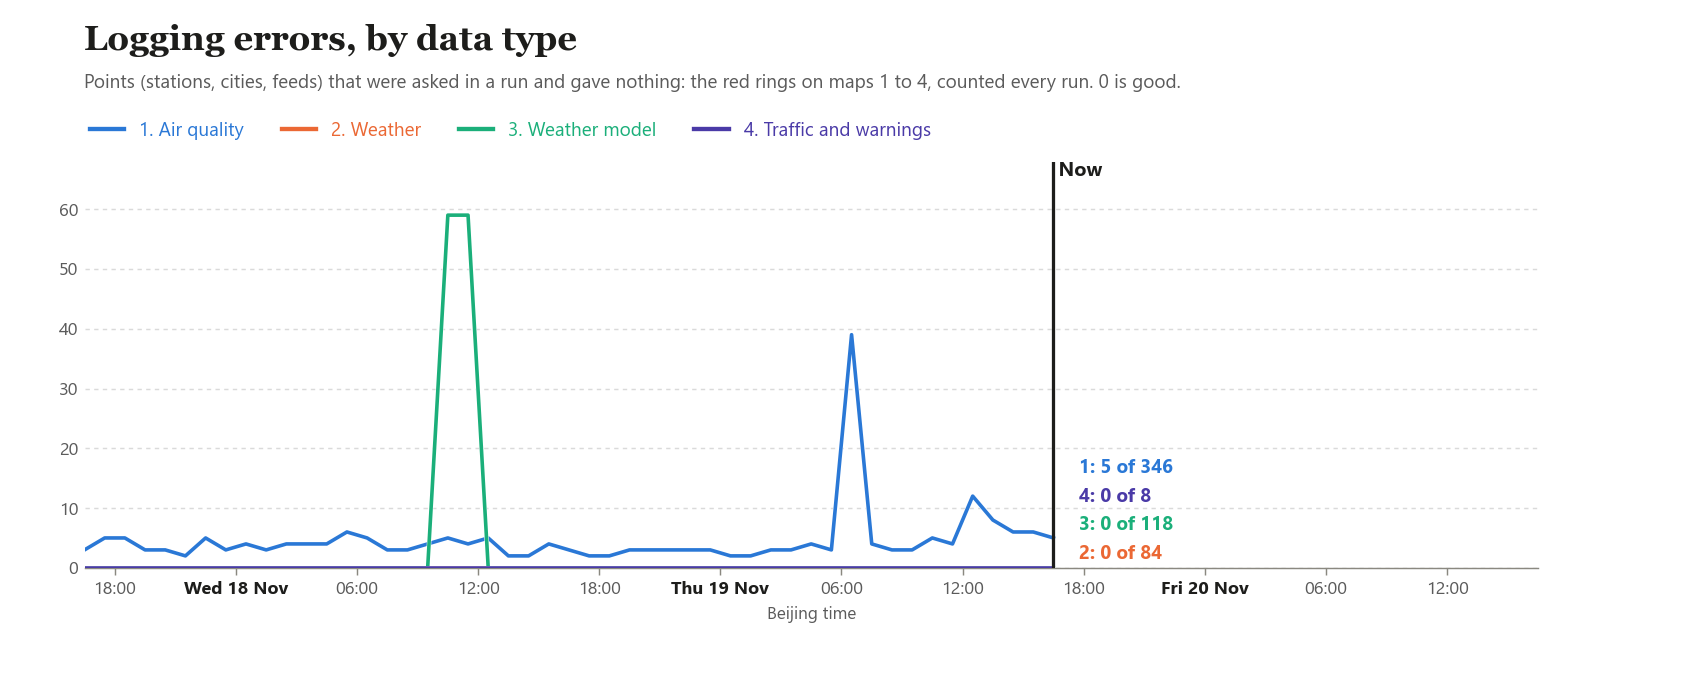 Logging errors, by data type
Points (stations, cities, feeds) that were asked in a run and gave nothing: the red rings on maps 1 to 4, counted every run. 0 is good.
1. Air quality 2. Weather 3. Weather model 4. Traffic and warnings
Now
60
50
40
30
20
10
0
1: 5 of 346
4: 0 of 8
3: 0 of 118
2: 0 of 84
18:00 Wed 18 Nov 06:00 12:00 18:00 Thu 19 Nov 06:00 12:00 18:00 Fri 20 Nov 06:00 12:00
Beijing time